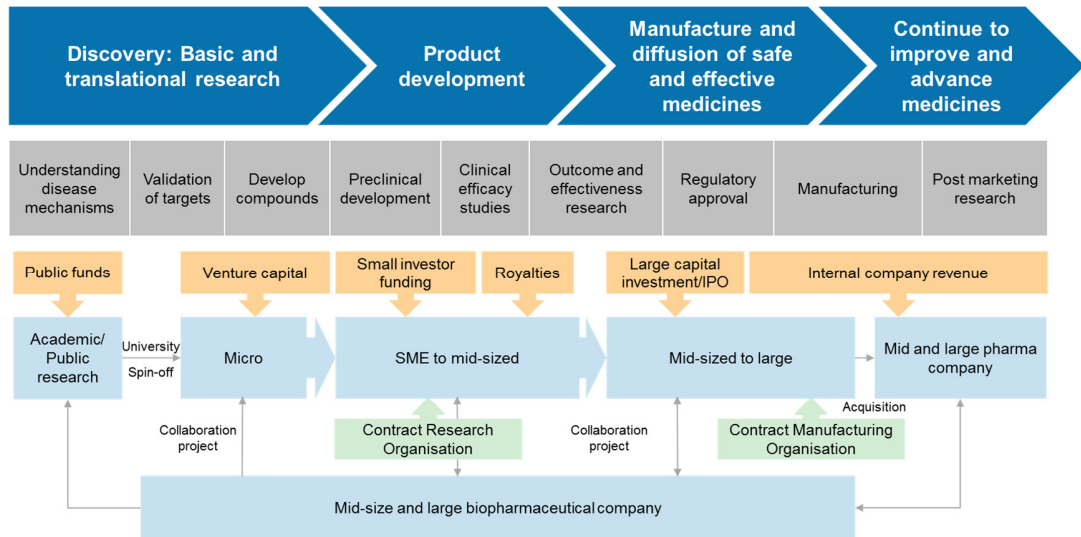 Discovery: Basic and
translational research
Product
development
Manufacture and
diffusion of safe
and effective
medicines
Continue to
improve and
advance
medicines
Understanding
disease
mechanisms
Validation
of targets
Develop
compounds
Preclinical
development
Clinical
efficacy
studies
Outcome and
effectiveness
research
Regulatory
approval
Manufacturing
Post marketing
research
Public funds
Venture capital
Small investor
funding
Royalties
Large capital
investment/IPO
Internal company revenue
Academic/
Public
research
University
Spin-off
Micro
SME to mid-sized
Mid-sized to large
Mid and large pharma
company
Collaboration
project
Contract Research
Organisation
Collaboration
project
Contract Manufacturing
Organisation
Acquisition
Mid-size and large biopharmaceutical company